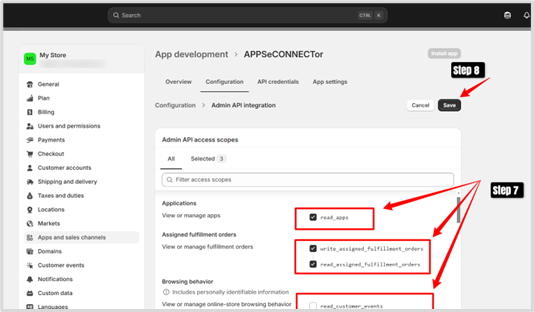 Search
CTRL K
MS
My Store
App development > APPSeCONNECTor
Install app
Step 8
Overview
Configuration
API credentials
App settings
Configuration > Admin API integration
Cancel
Save
General
Plan
Billing
Users and permissions
Payments
Checkout
Customer accounts
Shipping and delivery
Taxes and duties
Locations
Markets
Apps and sales channels
Domains
Customer events
Notifications
Custom data
Languages
Admin API access scopes
All
Selected 3
Filter access scopes
Step 7
Applications
View or manage apps
read_apps
Assigned fulfillment orders
View or manage fulfillment orders
write_assigned_fulfillment_orders
read_assigned_fulfillment_orders
Browsing behavior
Includes personally identifiable information
View or manage online-store browsing behavior
read_customer_events